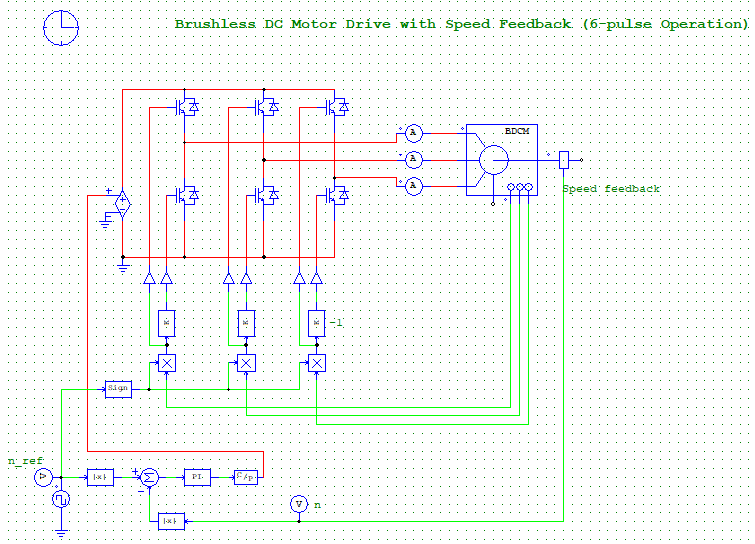 Brushless DC Motor Drive with Speed Feedback (6-pulse Operation)
A
BDCM
A
A
Speed feedback
K
K
K
-1
Sign
n_ref
V
|x|
Σ
PI
C/p
V
n
|x|